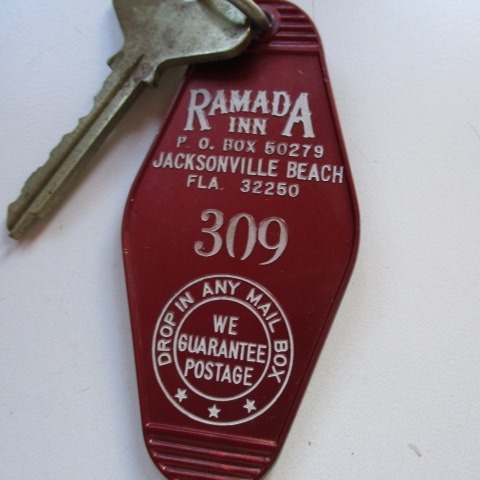 RAMADA
INN
P. O. BOX 50279
JACKSONVILLE BEACH
FLA. 32250
309
DROP IN ANY MAIL BOX
WE
GUARANTEE
POSTAGE